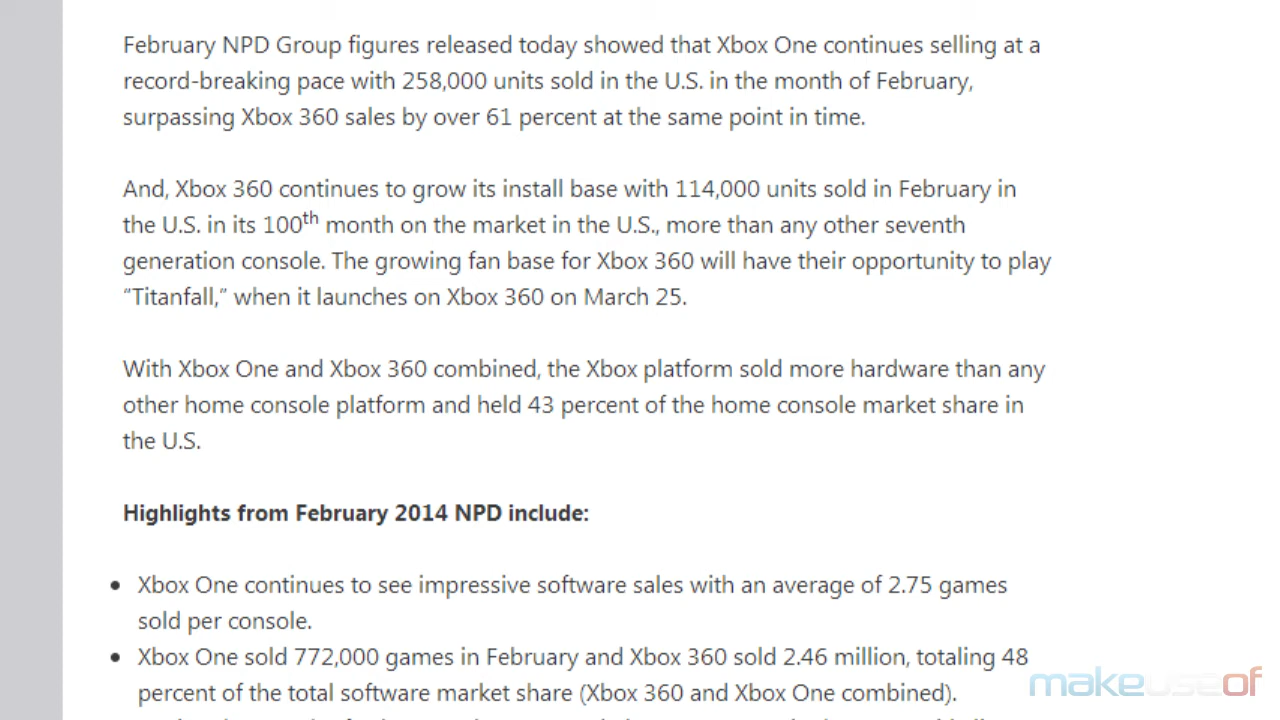 February NPD Group figures released today showed that Xbox One continues selling at a
record-breaking pace with 258,000 units sold in the U.S. in the month of February,
surpassing Xbox 360 sales by over 61 percent at the same point in time.
And, Xbox 360 continues to grow its install base with 114,000 units sold in February in
the U.S. in its 100th month on the market in the U.S., more than any other seventh
generation console. The growing fan base for Xbox 360 will have their opportunity to play
“Titanfall,” when it launches on Xbox 360 on March 25.
With Xbox One and Xbox 360 combined, the Xbox platform sold more hardware than any
other home console platform and held 43 percent of the home console market share in
the U.S.
Highlights from February 2014 NPD include:
• Xbox One continues to see impressive software sales with an average of 2.75 games
sold per console.
• Xbox One sold 772,000 games in February and Xbox 360 sold 2.46 million, totaling 48
percent of the total software market share (Xbox 360 and Xbox One combined).
makeuseof